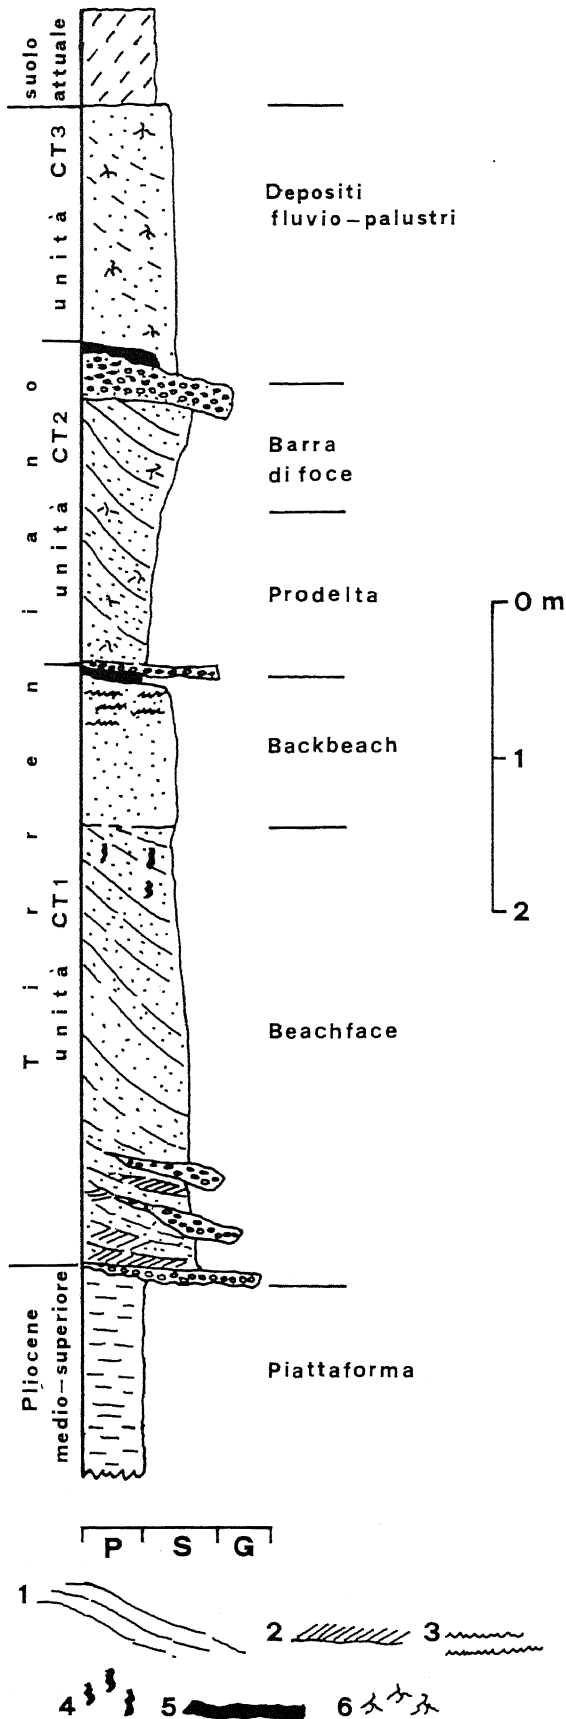 suolo
attuale
unità CT3
Depositi
fluvio-palustri
Tirreniano
unità CT2
Barra
di foce
Prodelta
0 m
1
2
Backbeach
unità CT1
Beachface
Pliocene
medio-superiore
Piattaforma
P S G
1
2
3
4
5
6